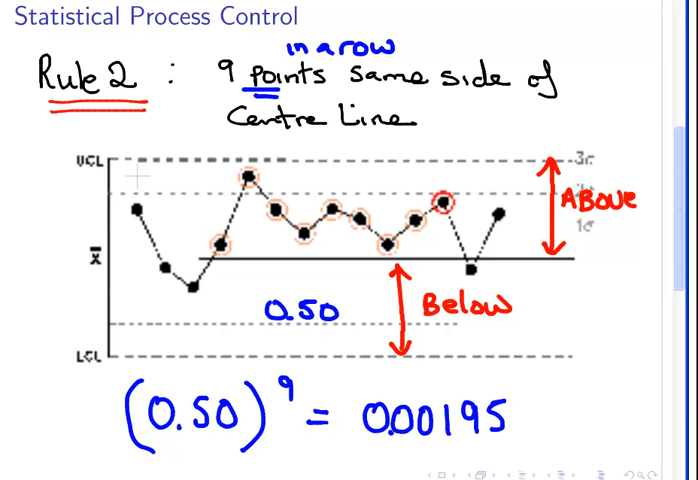 Statistical Process Control
in a row
Rule 2 : 9 points same side of
Centre Line
UCL
3σ
2σ
ABOVE
1σ
X̅
0.50
Below
LCL
(0.50)⁹ = 0.00195